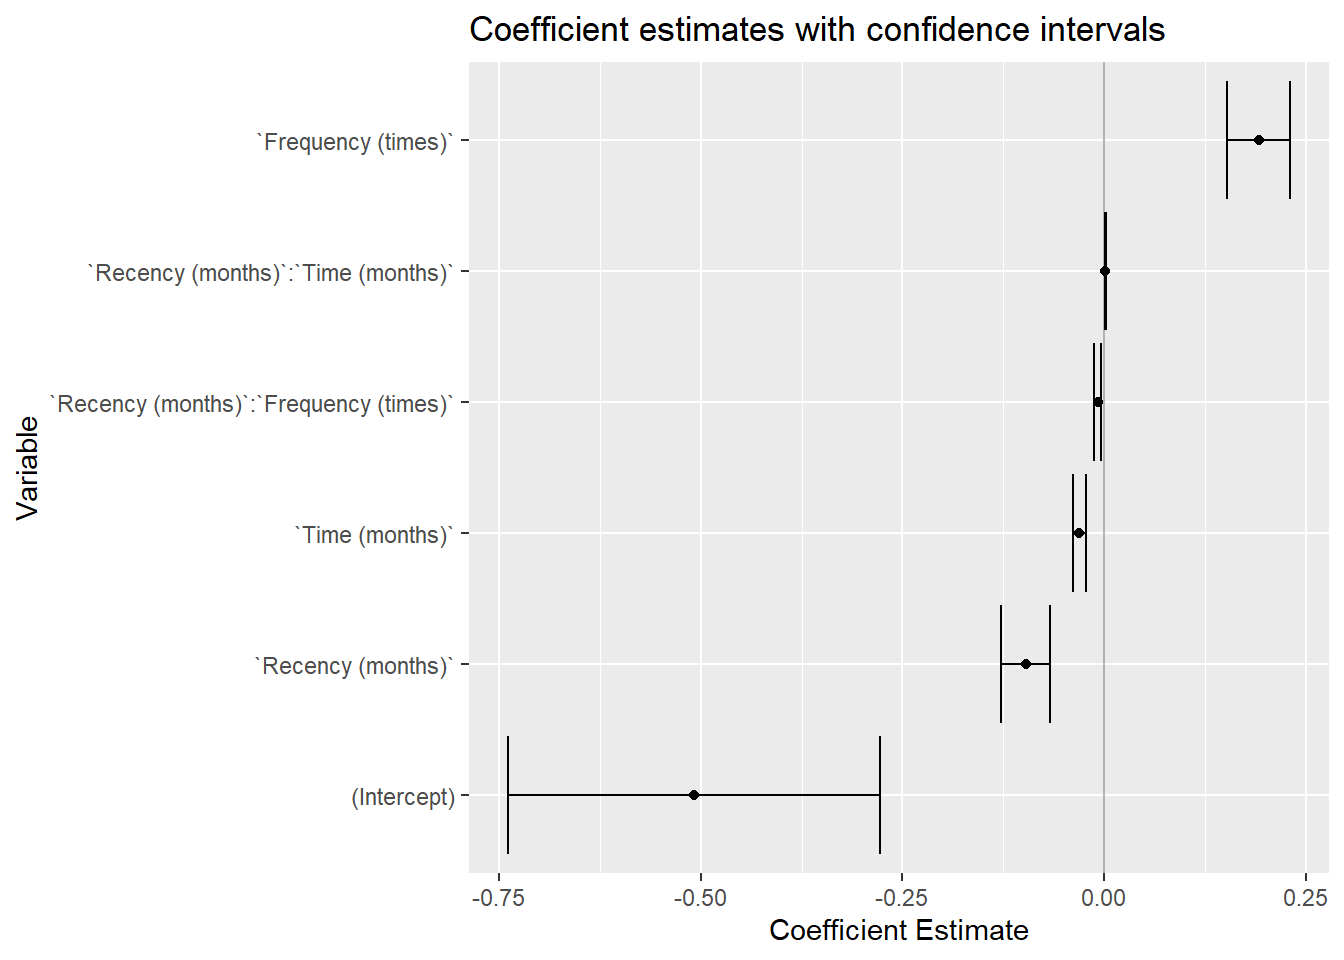 Coefficient estimates with confidence intervals
`Frequency (times)`
`Recency (months)`:`Time (months)`
`Recency (months)`:`Frequency (times)`
`Time (months)`
`Recency (months)`
(Intercept)
Variable
-0.75 -0.50 -0.25 0.00 0.25
Coefficient Estimate